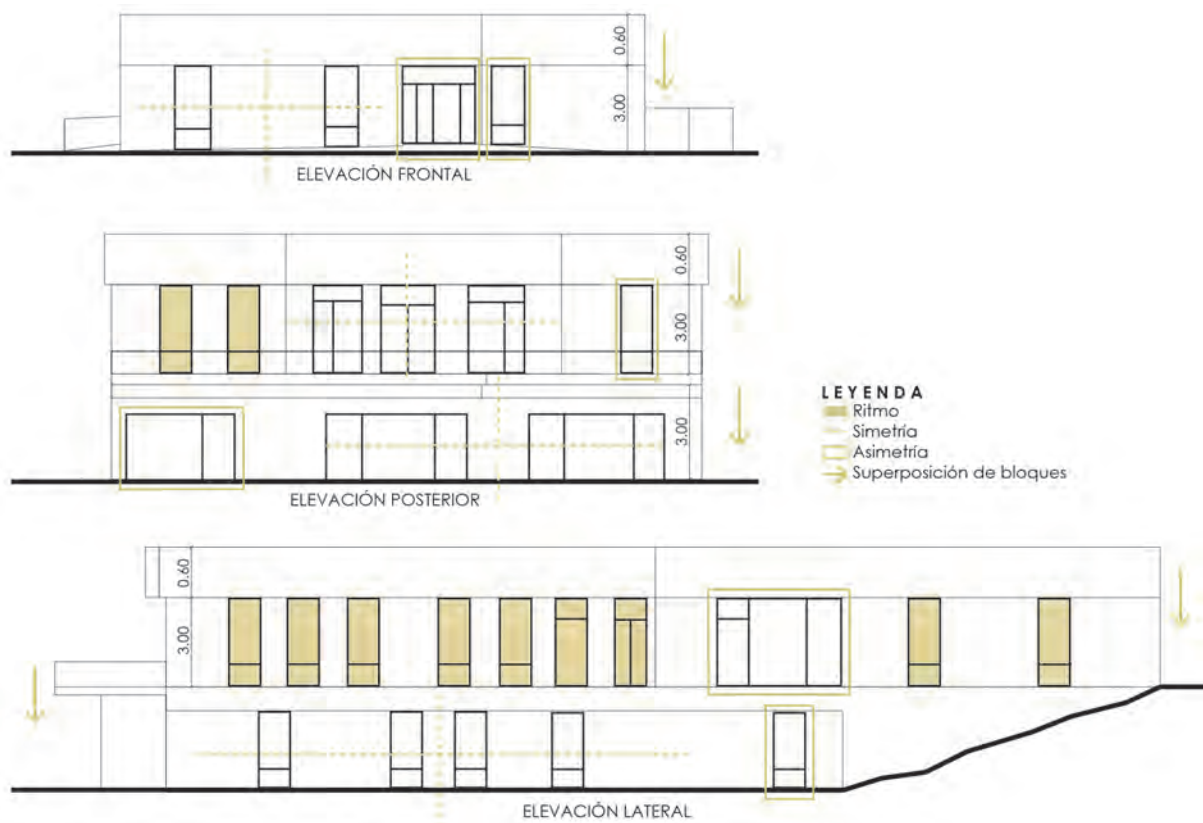 0.60
3.00
ELEVACIÓN FRONTAL
0.60
3.00
3.00
ELEVACIÓN POSTERIOR
LEYENDA
Ritmo
Simetría
Asimetría
Superposición de bloques
0.60
3.00
ELEVACIÓN LATERAL